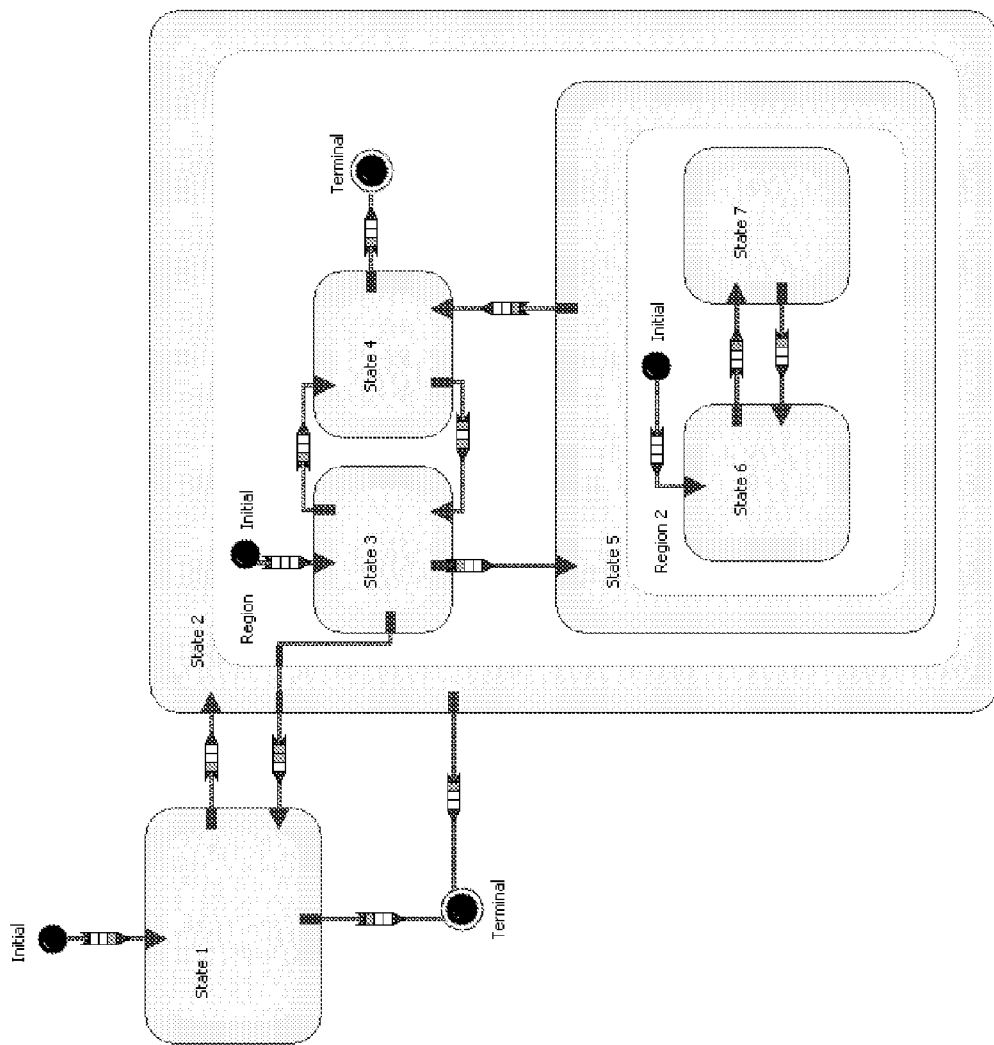 Initial
State 1
Terminal
State 2
Region
Initial
State 3
State 4
Terminal
State 5
Region 2
Initial
State 6
State 7